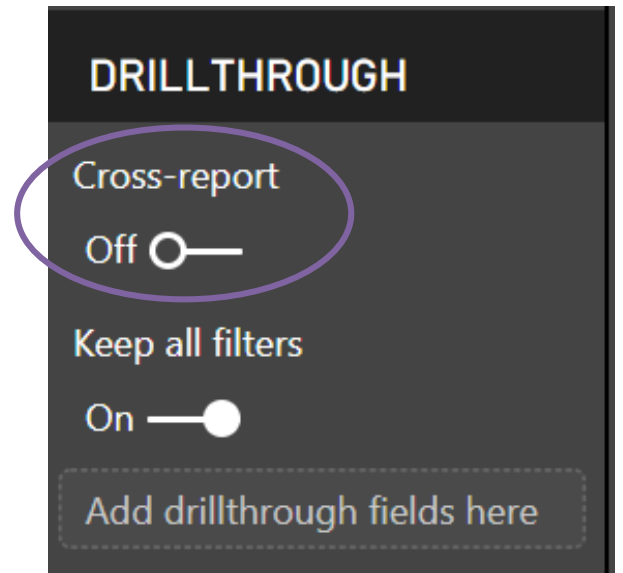 DRILLTHROUGH
Cross-report
Off
Keep all filters
On
Add drillthrough fields here